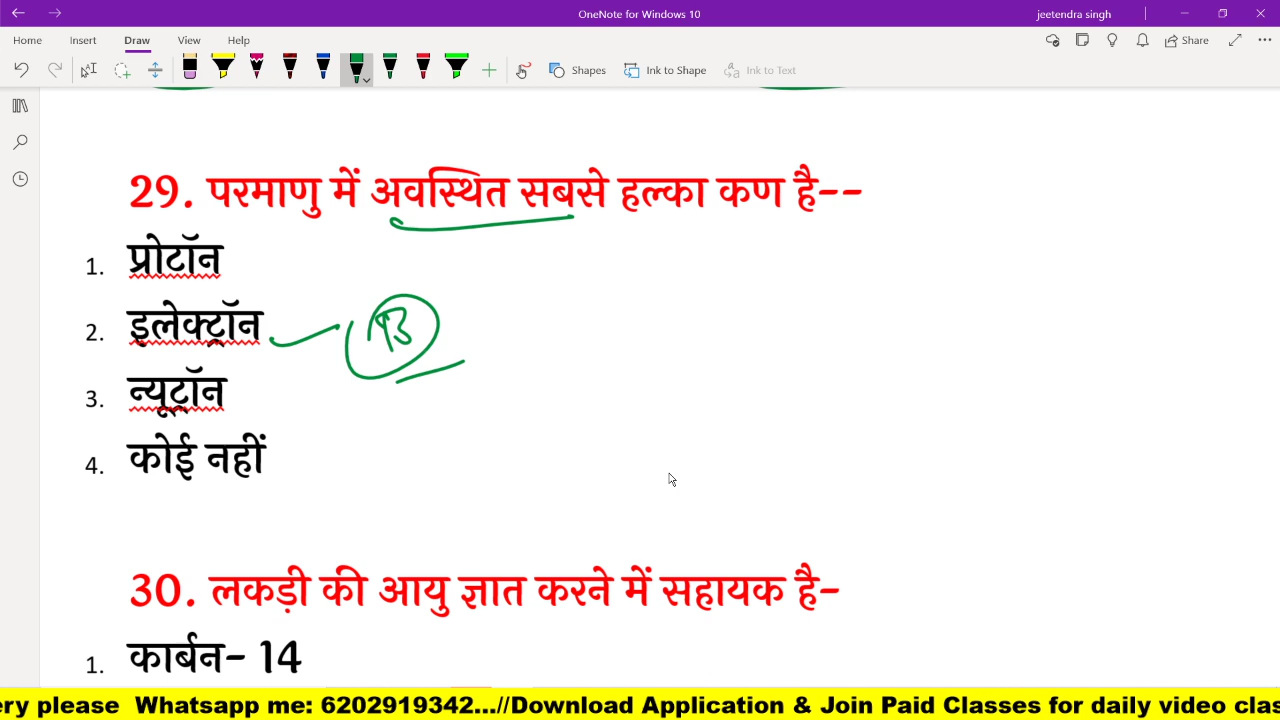 OneNote for Windows 10
jeetendra singh
Home Insert Draw View Help
Share
Shapes Ink to Shape Ink to Text
29. परमाणु में अवस्थित सबसे हल्का कण है--
1. प्रोटॉन
2. इलेक्ट्रॉन
3. न्यूट्रॉन
4. कोई नहीं
30. लकड़ी की आयु ज्ञात करने में सहायक है-
1. कार्बन- 14
ery please Whatsapp me: 6202919342...//Download Application & Join Paid Classes for daily video clas